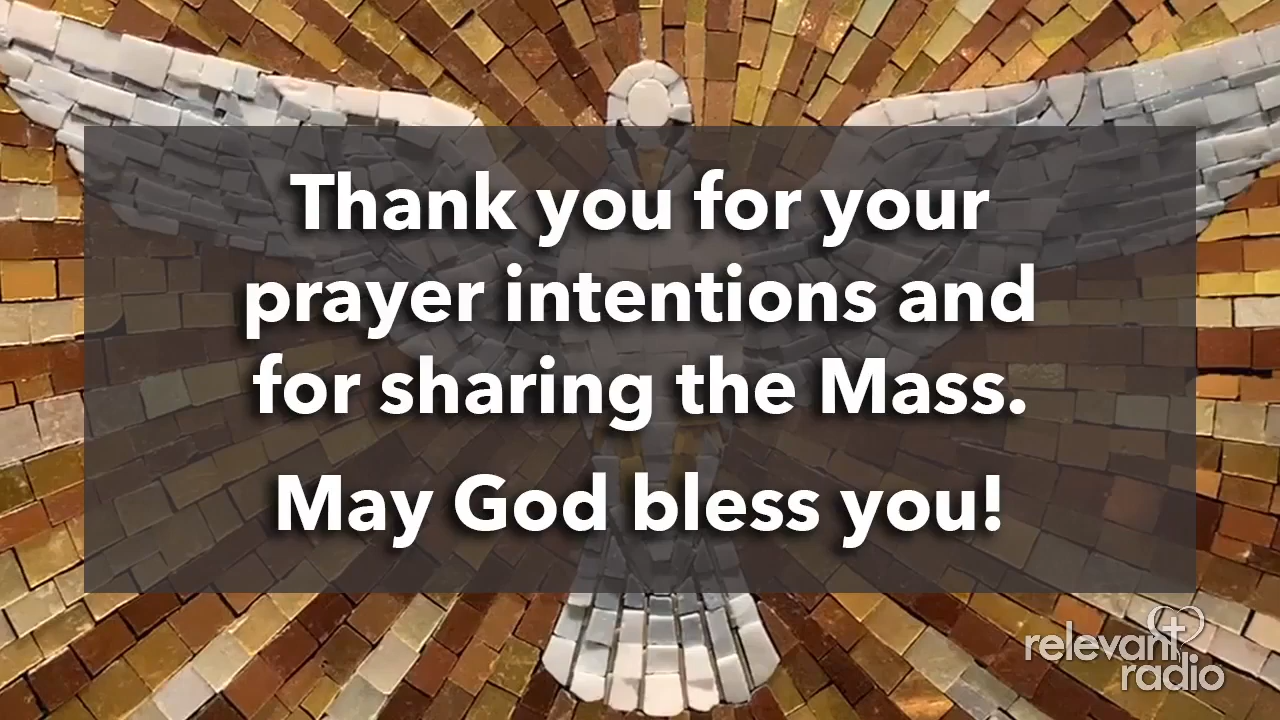 Thank you for your
prayer intentions and
for sharing the Mass.
May God bless you!
relevant
radio